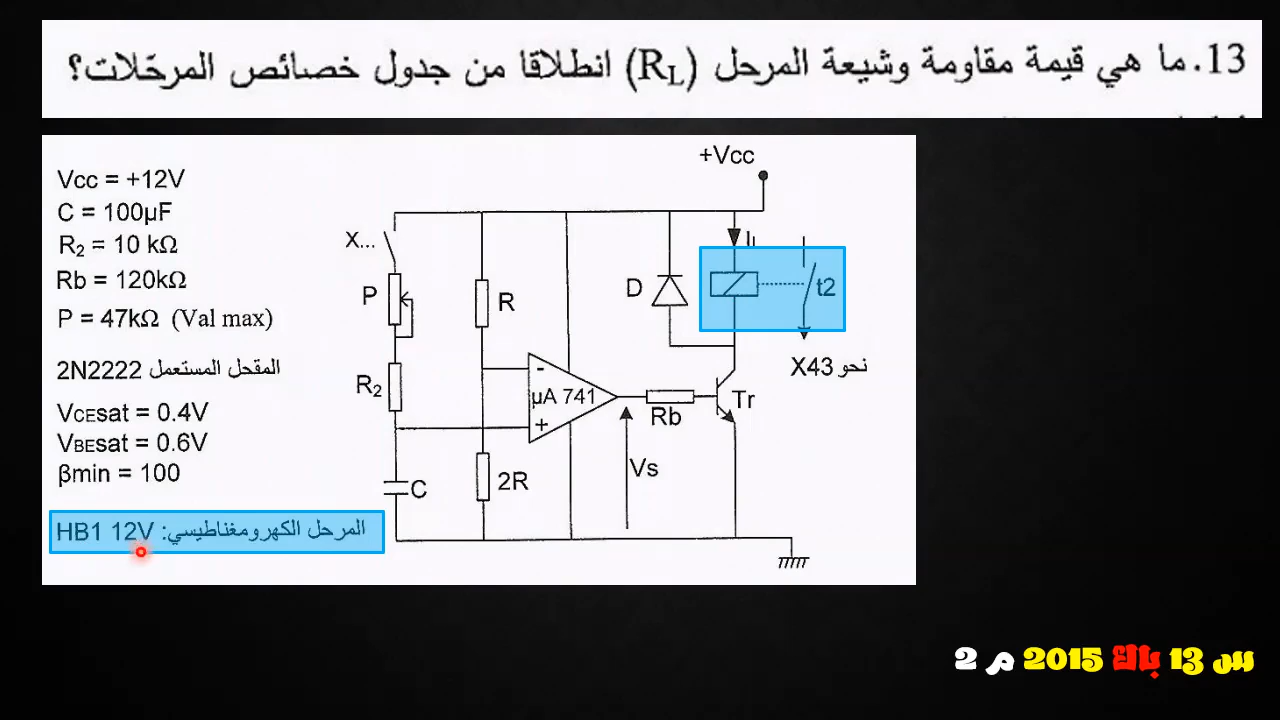 13. ما هي قيمة مقاومة وشيعة المرحل (RL) انطلاقا من جدول خصائص المرحّلات؟
Vcc = +12V
C = 100µF
R2 = 10 kΩ
Rb = 120kΩ
P = 47kΩ (Val max)
المقحل المستعمل 2N2222
VCEsat = 0.4V
VBEsat = 0.6V
βmin = 100
المرحل الكهرومغناطيسي: HB1 12V
+Vcc
X...
IL
P
R
D
t2
نحو X43
R2
-
µA 741
+
Rb
Tr
Vs
C
2R
س 13 باك 2015 م 2